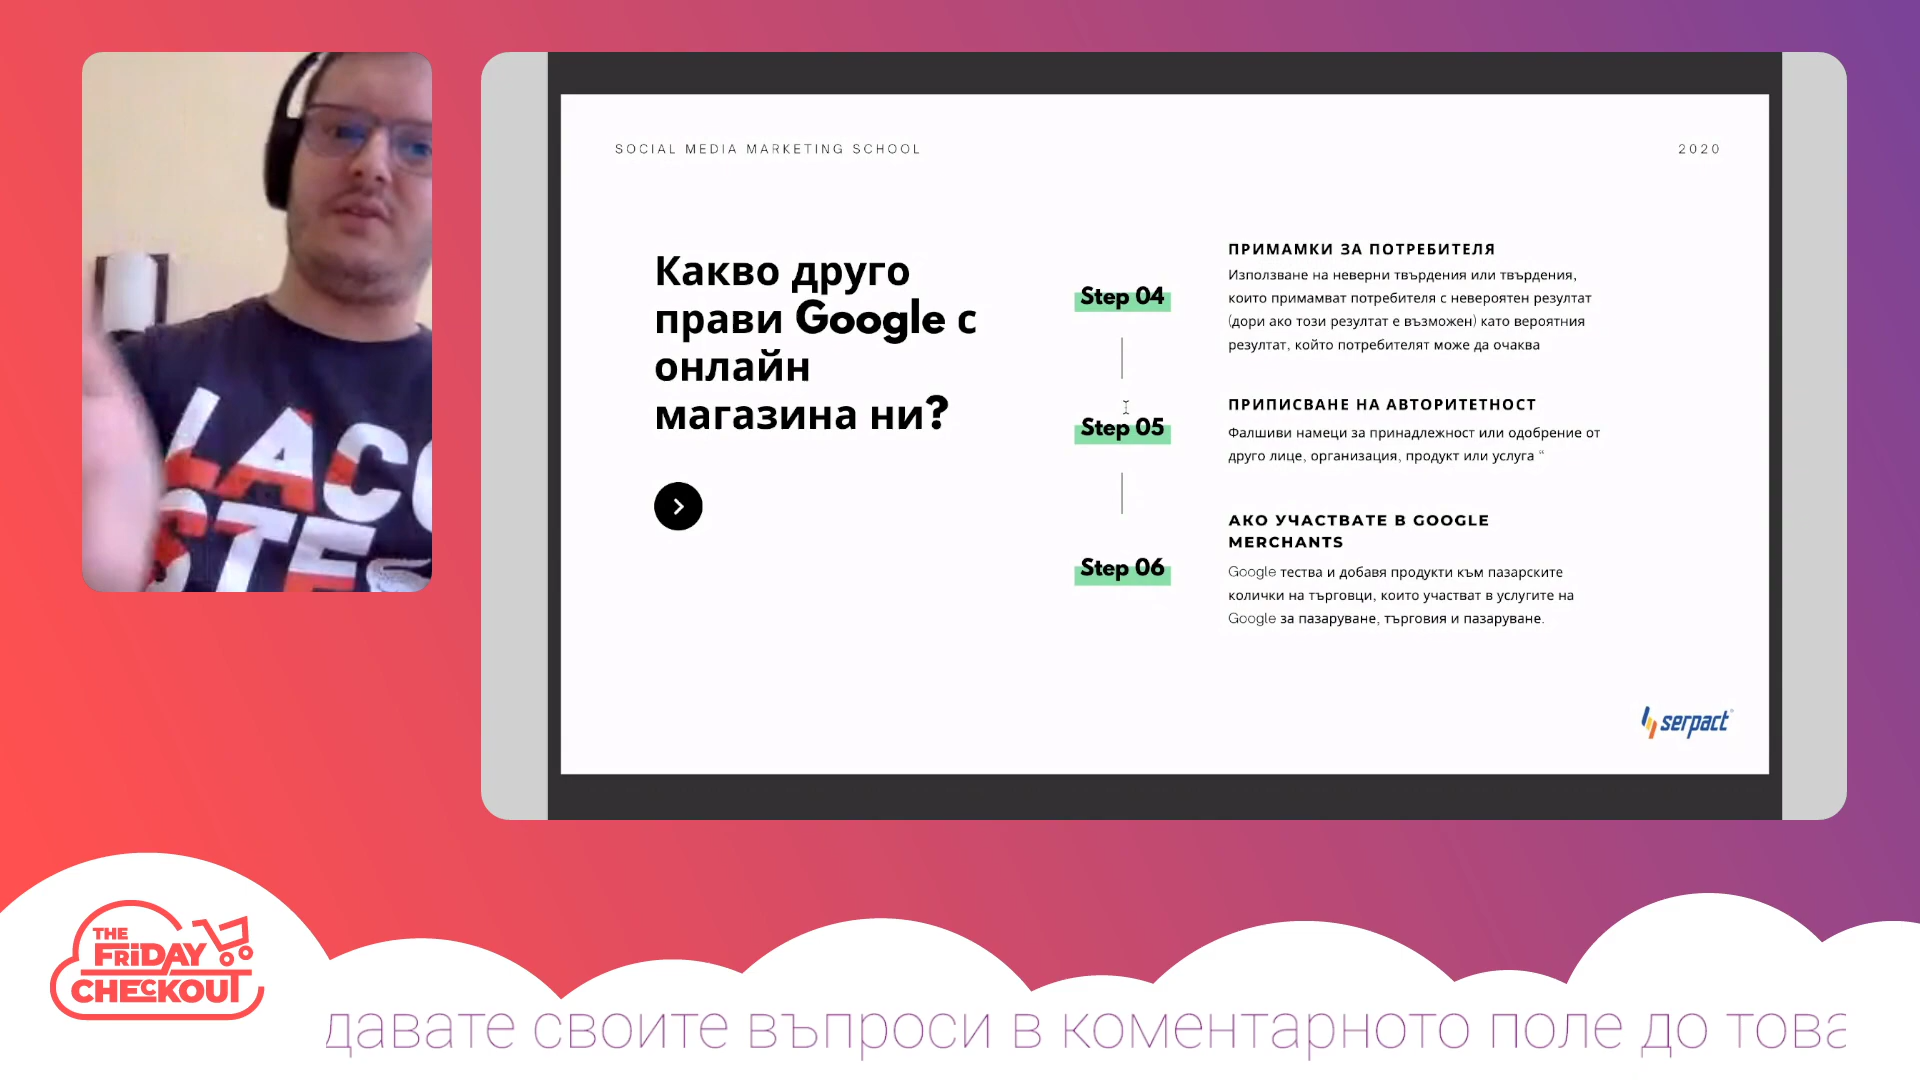 LACO
STE
SOCIAL MEDIA MARKETING SCHOOL
2020
Какво друго
прави Google с
онлайн
магазина ни?
Step 04
ПРИМАМКИ ЗА ПОТРЕБИТЕЛЯ
Използване на неверни твърдения или твърдения,
които примамват потребителя с невероятен резултат
(дори ако този резултат е възможен) като вероятния
резултат, който потребителят може да очаква
Step 05
ПРИПИСВАНЕ НА АВТОРИТЕТНОСТ
Фалшиви намеци за принадлежност или одобрение от
друго лице, организация, продукт или услуга “
Step 06
АКО УЧАСТВАТЕ В GOOGLE
MERCHANTS
Google тества и добавя продукти към пазарските
колички на търговци, които участват в услугите на
Google за пазаруване, търговия и пазаруване.
serpact
THE
FRiDAY
CHECKOUT
давате своите въпроси в коментарното поле до това